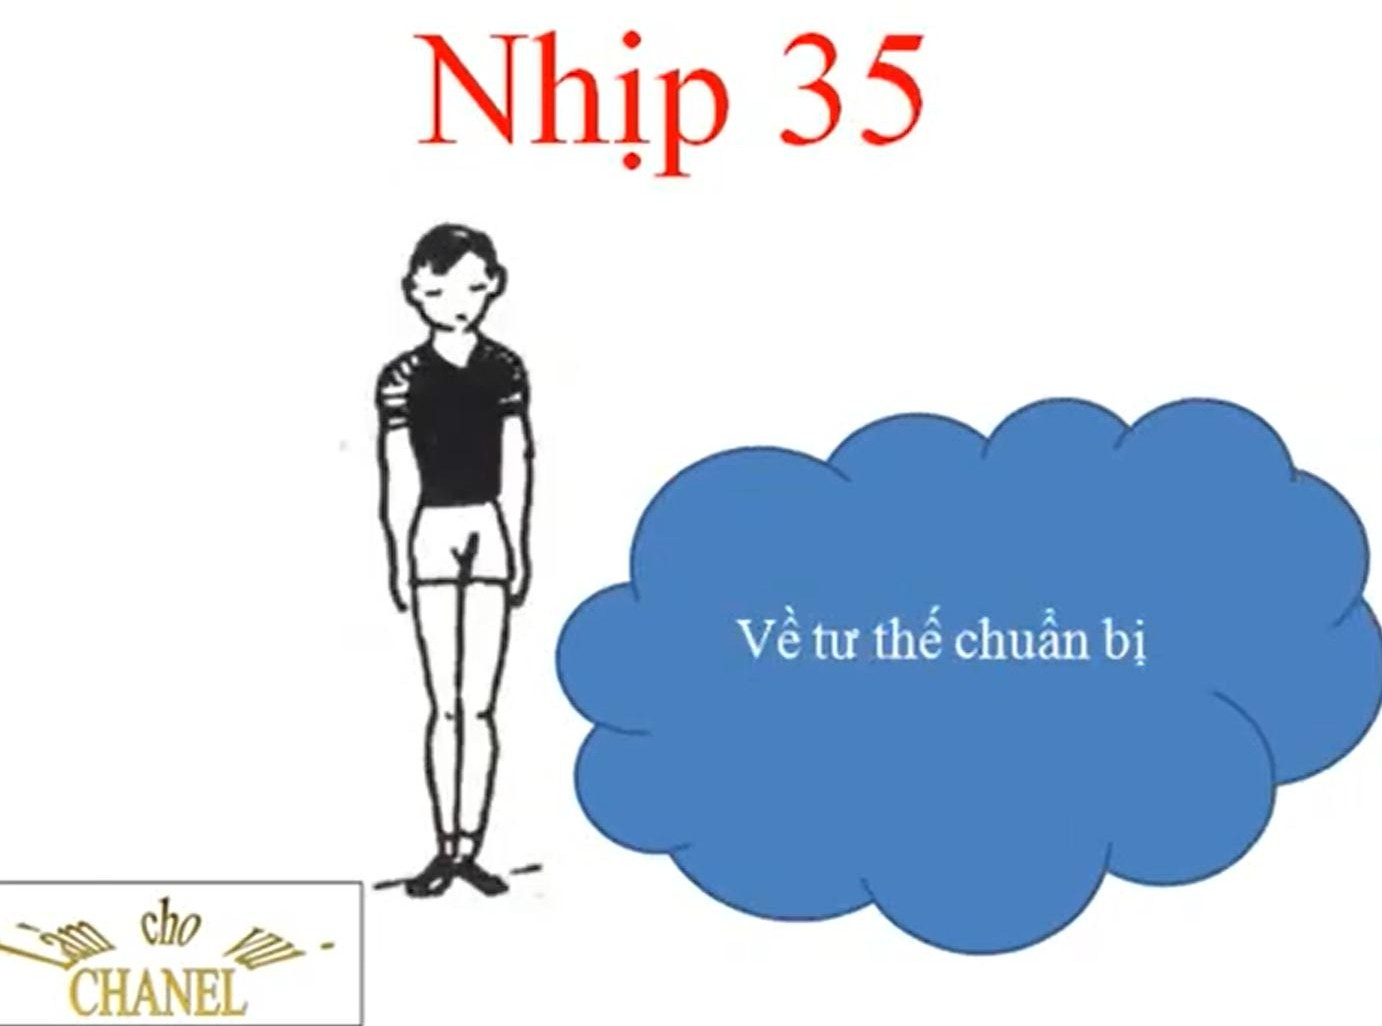 Nhịp 35
Về tư thế chuẩn bị
Làm cho vui -
CHANEL